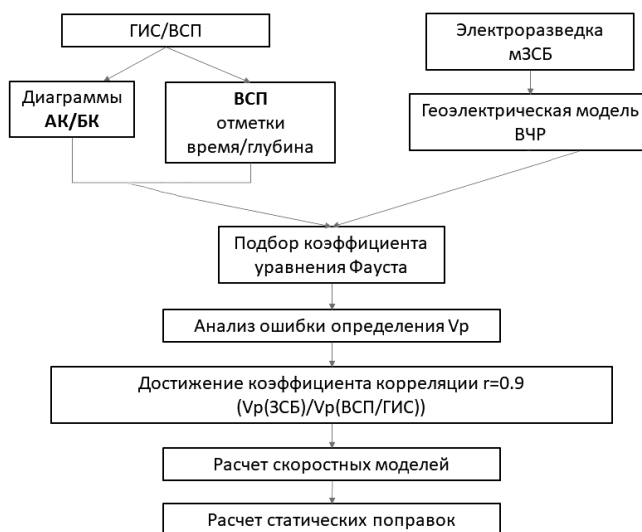 ГИС/ВСП
Электроразведка
мЗСБ
Диаграммы
АК/БК
ВСП
отметки
время/глубина
Геоэлектрическая модель
ВЧР
Подбор коэффициента
уравнения Фауста
Анализ ошибки определения Vp
Достижение коэффициента корреляции r=0.9
(Vp(ЗСБ)/Vp(ВСП/ГИС))
Расчет скоростных моделей
Расчет статических поправок